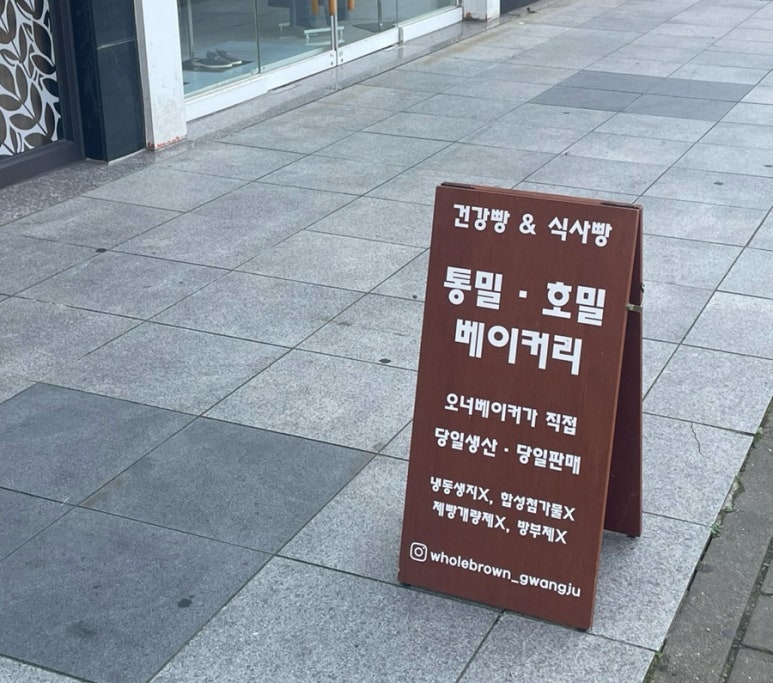 건강빵 & 식사빵
통밀 · 호밀
베이커리
오너베이커가 직접
당일생산 · 당일판매
냉동생지X, 합성첨가물X
제빵개량제X, 방부제X
wholebrown_gwangju